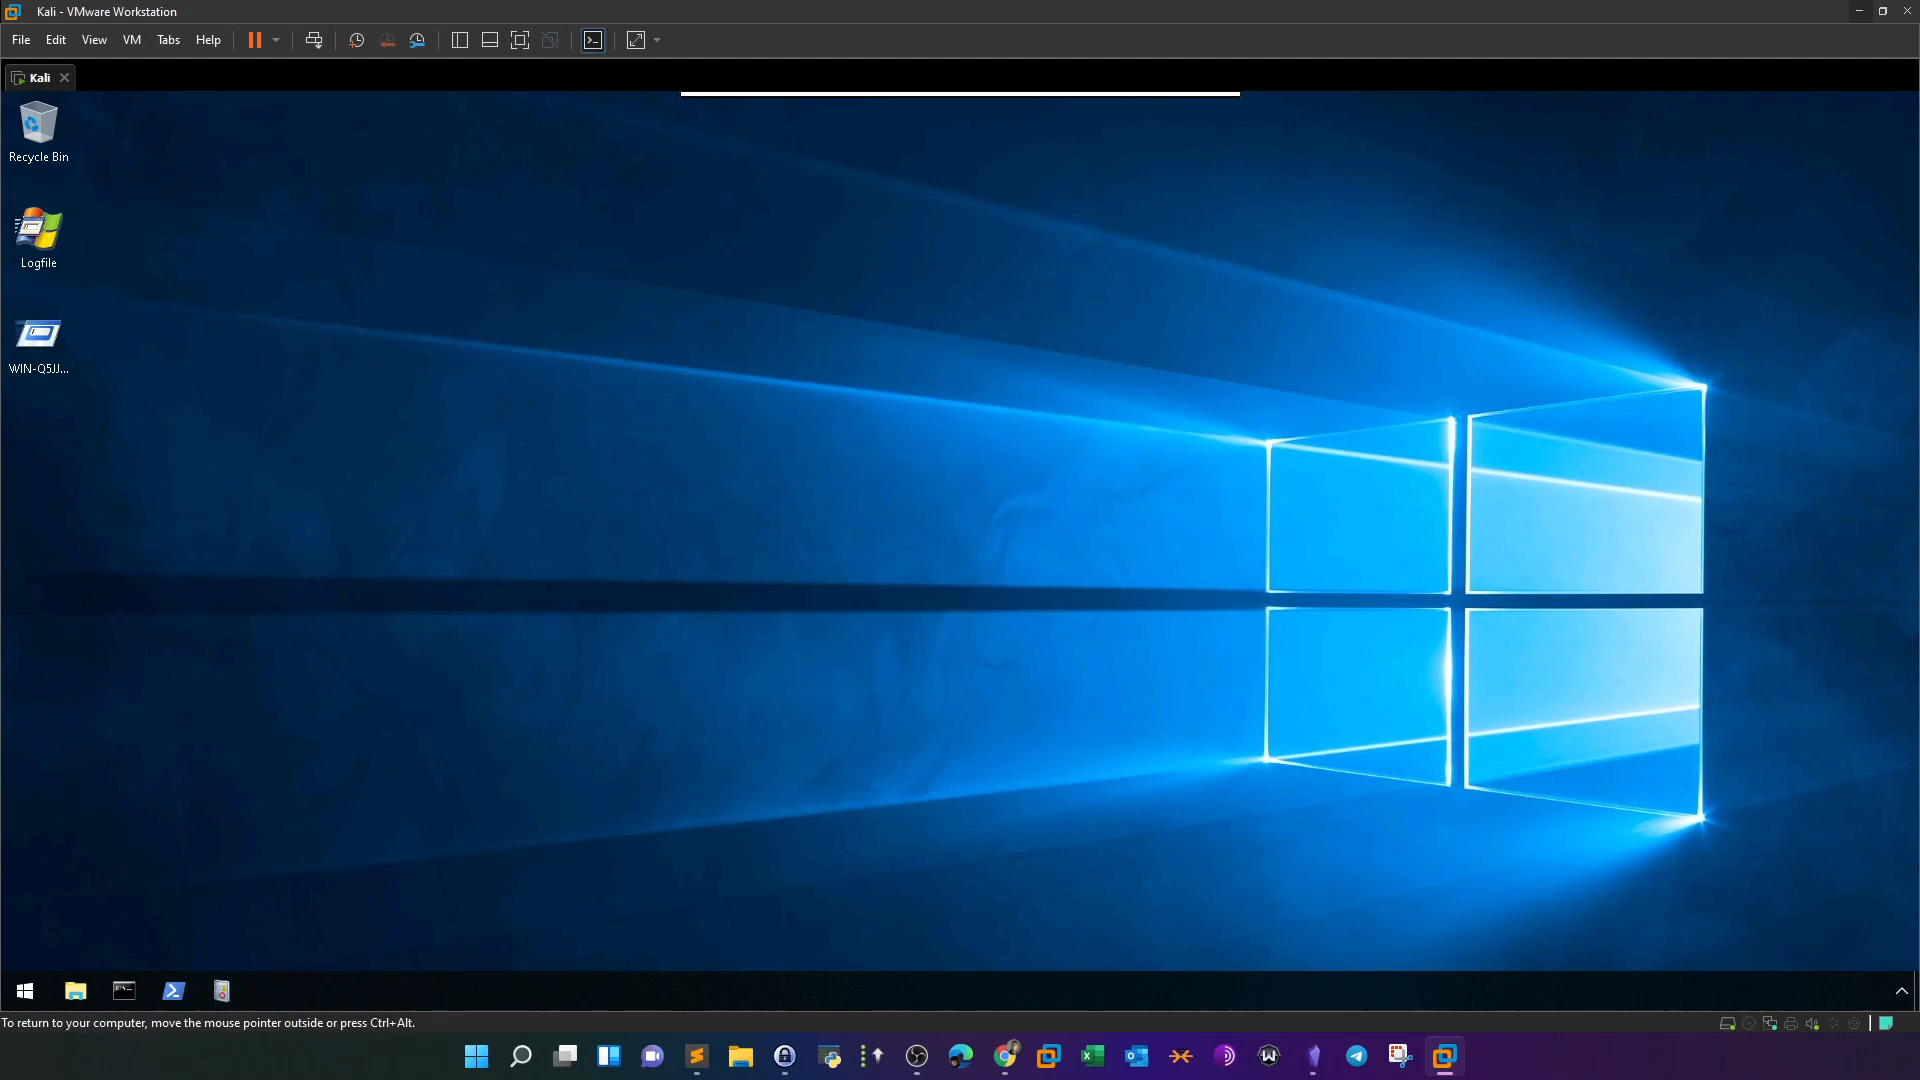 Kali - VMware Workstation
File Edit View VM Tabs Help
Kali
Recycle Bin
Logfile
WIN-Q5JJ...
To return to your computer, move the mouse pointer outside or press Ctrl+Alt.